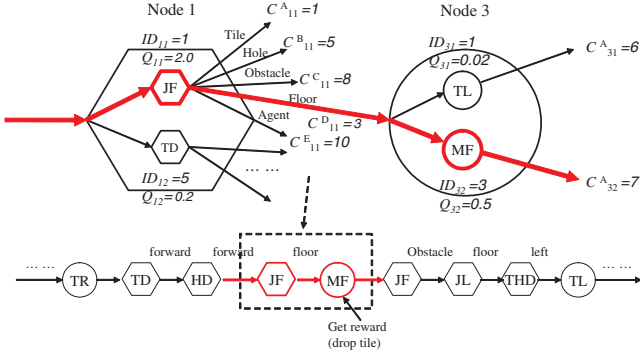 Node 1
Node 3
C^A_11=1
C^B_11=5
C^C_11=8
C^D_11=3
C^E_11=10
ID_11=1
Q_11=2.0
JF
Tile
Hole
Obstacle
Floor
Agent
TD
... ...
ID_12=5
Q_12=0.2
ID_31=1
Q_31=0.02
TL
C^A_31=6
MF
ID_32=3
Q_32=0.5
C^A_32=7
forward forward floor Obstacle floor left
... ... TR TD HD JF MF JF JL THD TL ... ...
Get reward
(drop tile)